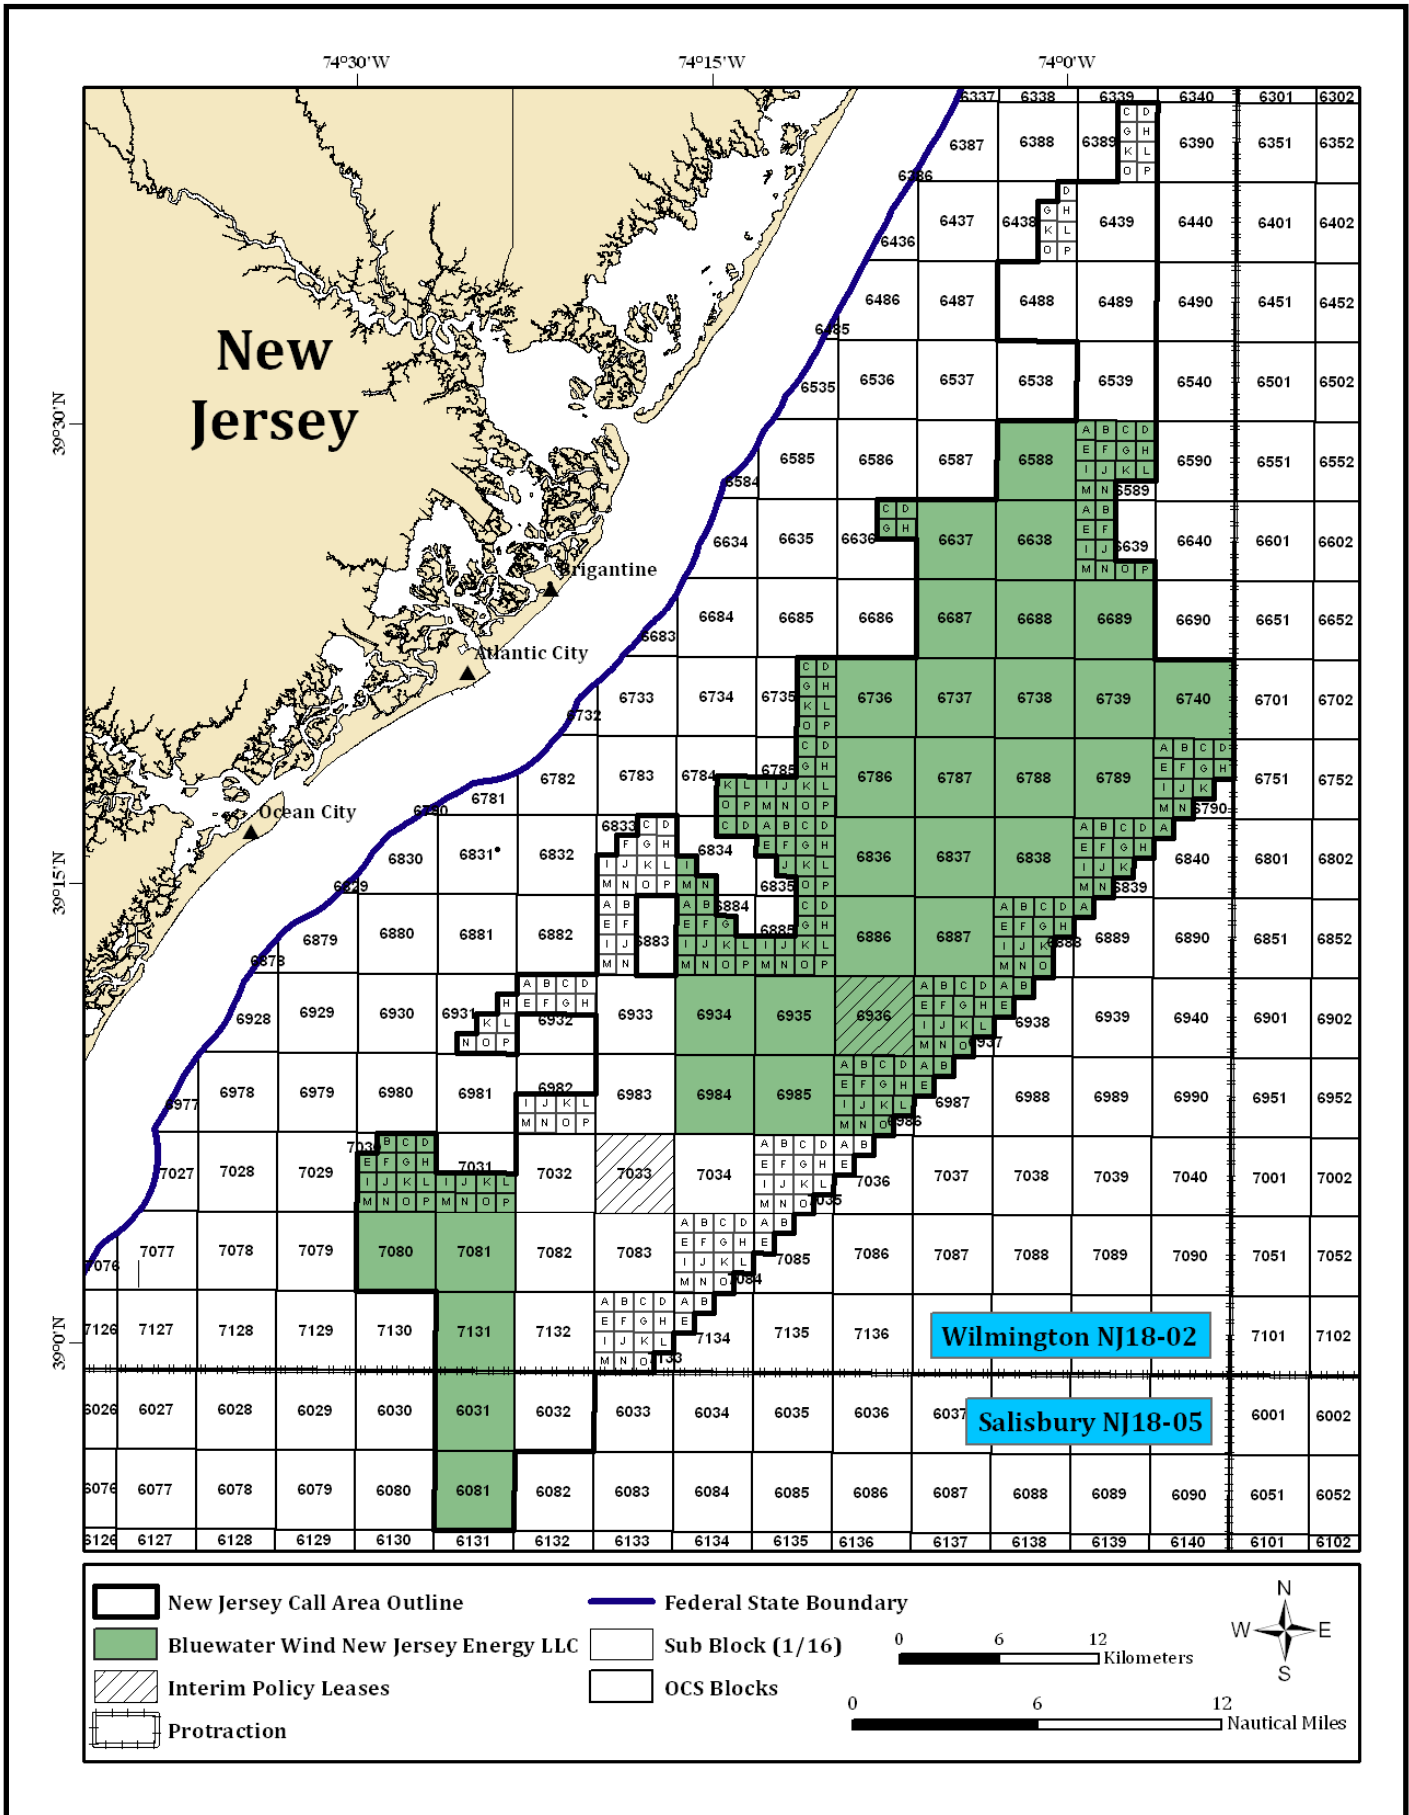 74°30'W 74°15'W 74°0'W
6337 6338 6339 6340 6301 6302
C D
6387 6388 6389 G H 6390 6351 6352
K L
O P
6386
D
6437 6438 G H 6439 6440 6401 6402
K L
6436 O P
6486 6487 6488 6489 6490 6451 6452
6485
New
Jersey
6535 6536 6537 6538 6539 6540 6501 6502
39°30'N
A B C D
E F G H
6585 6586 6587 6588 I J K L 6590 6551 6552
6584 M N 6589
C D A B
G H E F
6634 6635 6636 6637 6638 I J 6639 6640 6601 6602
M N O P
Brigantine
6683 6684 6685 6686 6687 6688 6689 6690 6651 6652
Atlantic City
C D
G H
6732 6733 6734 6735 K L 6736 6737 6738 6739 6740 6701 6702
O P
C D A B C D
G H E F G H
6781 6782 6783 6784 6785 6786 6787 6788 6789 I J K 6751 6752
K L I J K L M N 6790
O P M N O P
6780
Ocean City
6833 C D C D A B C D A B C D A
F G H E F G H E F G H
6829 6830 6831 6832 I J K L 6834 J K L 6836 6837 6838 I J K 6840 6801 6802
M N O P I 6835 O P M N 6839
M N
39°15'N
A B A B 6884 C D A B C D A
E F E F G 6885 G H E F G H
6878 6879 6880 6881 6882 I J 6883 I J K L I J K L 6886 6887 I J K 6888 6889 6890 6851 6852
M N M N O P M N O P M N O
A B C D A B C D A B
H E F G H E F G H E
6928 6929 6930 6931 K L 6932 6933 6934 6935 6936 I J K L 6938 6939 6940 6901 6902
N O P M N O 6937
A B C D A B
E F G H E
6977 6978 6979 6980 6981 6982 6983 6984 6985 I J K L 6987 6988 6989 6990 6951 6952
I J K L M N O 6986
M N O P
B C D A B C D A B
E F G H 7031 E F G H E
7027 7028 7029 I J K L I J K L 7032 7033 7034 I J K L 7036 7037 7038 7039 7040 7001 7002
M N O P M N O P M N O 7035
A B C D A B
E F G H E
7076 7077 7078 7079 7080 7081 7082 7083 I J K L 7085 7086 7087 7088 7089 7090 7051 7052
M N O 7084
A B C D A B
E F G H E
7126 7127 7128 7129 7130 7131 7132 I J K L 7134 7135 7136 Wilmington NJ18-02 7101 7102
M N O 7133
39°0'N
6026 6027 6028 6029 6030 6031 6032 6033 6034 6035 6036 6037 Salisbury NJ18-05 6001 6002
6076 6077 6078 6079 6080 6081 6082 6083 6084 6085 6086 6087 6088 6089 6090 6051 6052
6126 6127 6128 6129 6130 6131 6132 6133 6134 6135 6136 6137 6138 6139 6140 6101 6102
New Jersey Call Area Outline
Bluewater Wind New Jersey Energy LLC
Interim Policy Leases
Protraction
Federal State Boundary
Sub Block (1/16)
OCS Blocks
0 6 12
Kilometers
0 6 12
Nautical Miles
N
W E
S